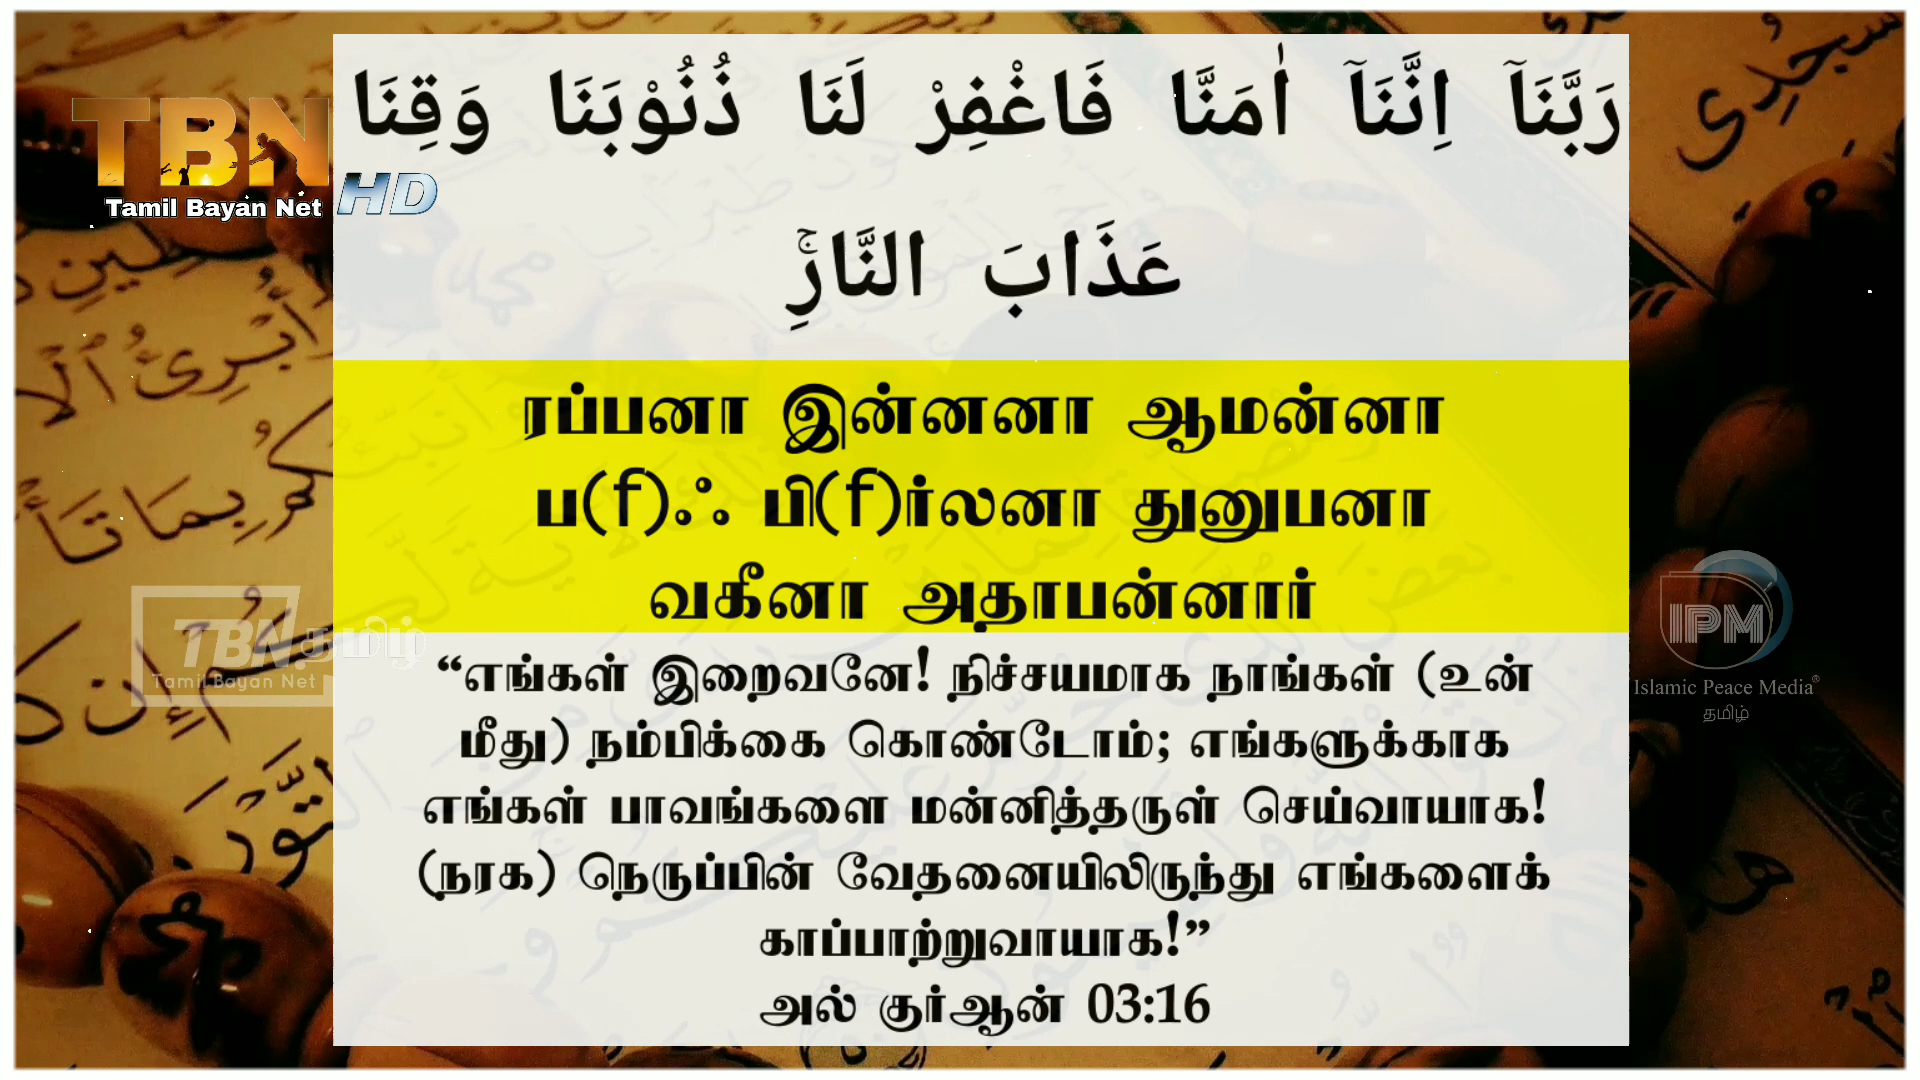 رَبَّنَآ اِنَّنَآ اٰمَنَّا فَاغْفِرْ لَنَا ذُنُوْبَنَا وَقِنَا
عَذَابَ النَّارِۚ
TBN
HD
Tamil Bayan Net
ரப்பனா இன்னனா ஆமன்னா
ப(f)ஃ பி(f)ர்லனா துனுபனா
வகீனா அதாபன்னார்
“எங்கள் இறைவனே! நிச்சயமாக நாங்கள் (உன்
மீது) நம்பிக்கை கொண்டோம்; எங்களுக்காக
எங்கள் பாவங்களை மன்னித்தருள் செய்வாயாக!
(நரக) நெருப்பின் வேதனையிலிருந்து எங்களைக்
காப்பாற்றுவாயாக!”
அல் குர்ஆன் 03:16
TBN தமிழ்
Tamil Bayan Net
IPM
Islamic Peace Media®
தமிழ்